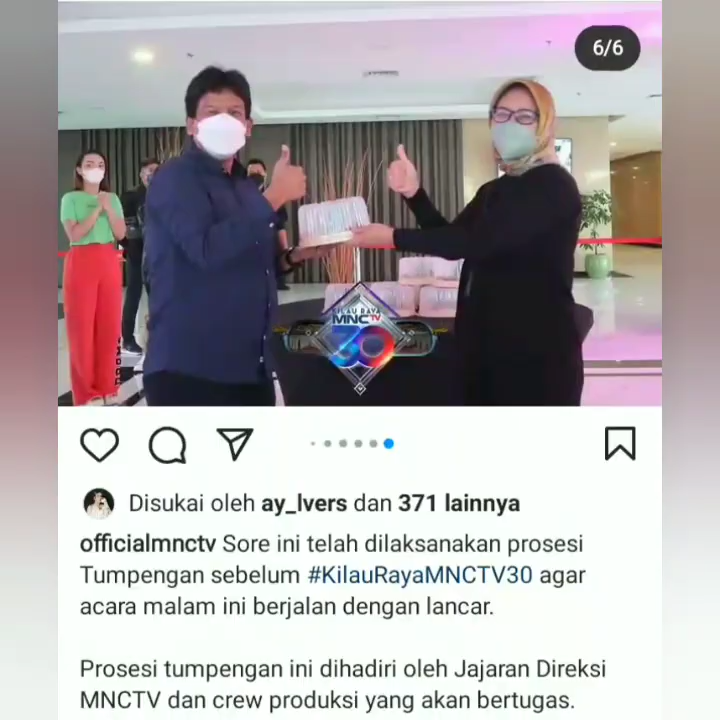 6/6
KILAU RAYA
MNCTV
30
Disukai oleh ay_lvers dan 371 lainnya
officialmnctv Sore ini telah dilaksanakan prosesi
Tumpengan sebelum #KilauRayaMNCTV30 agar
acara malam ini berjalan dengan lancar.
Prosesi tumpengan ini dihadiri oleh Jajaran Direksi
MNCTV dan crew produksi yang akan bertugas.